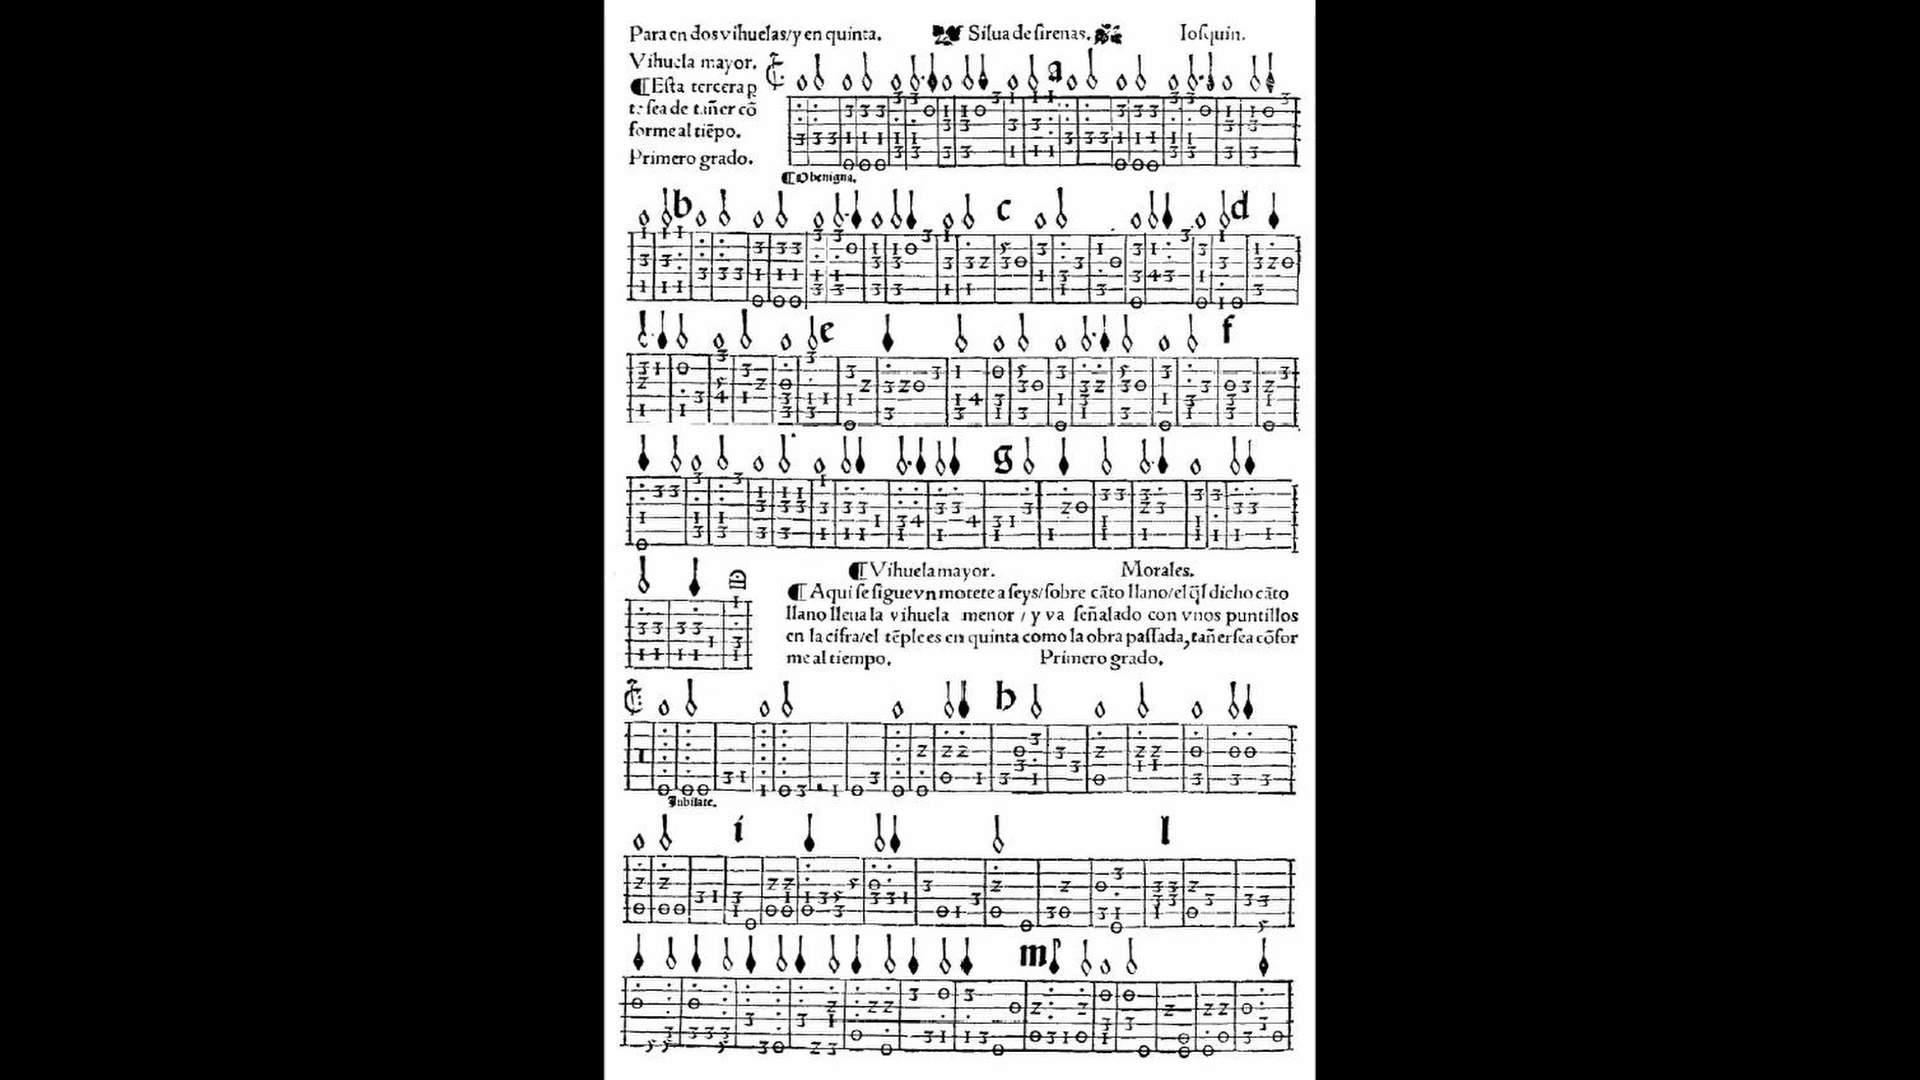 Para en dos vihuelas/y en quinta. Silua de sirenas. Iosquin.
Vihuela mayor.
¶Esta tercera p
te sea de tañer cõ
forme al tiẽpo.
Primero grado.
a
¶O benigna.
b c d
e f
g
¶Vihuela mayor. Morales.
¶Aqui se sigue vn motete a seys/sobre cãto llano/el q̃l dicho cãto
llano lleua la vihuela menor / y va señalado con vnos puntillos
en la cifra/el tẽple es en quinta como la obra passada, tañer sea cõfor
me al tiempo. Primero grado.
b
Jubilate.
i l
m